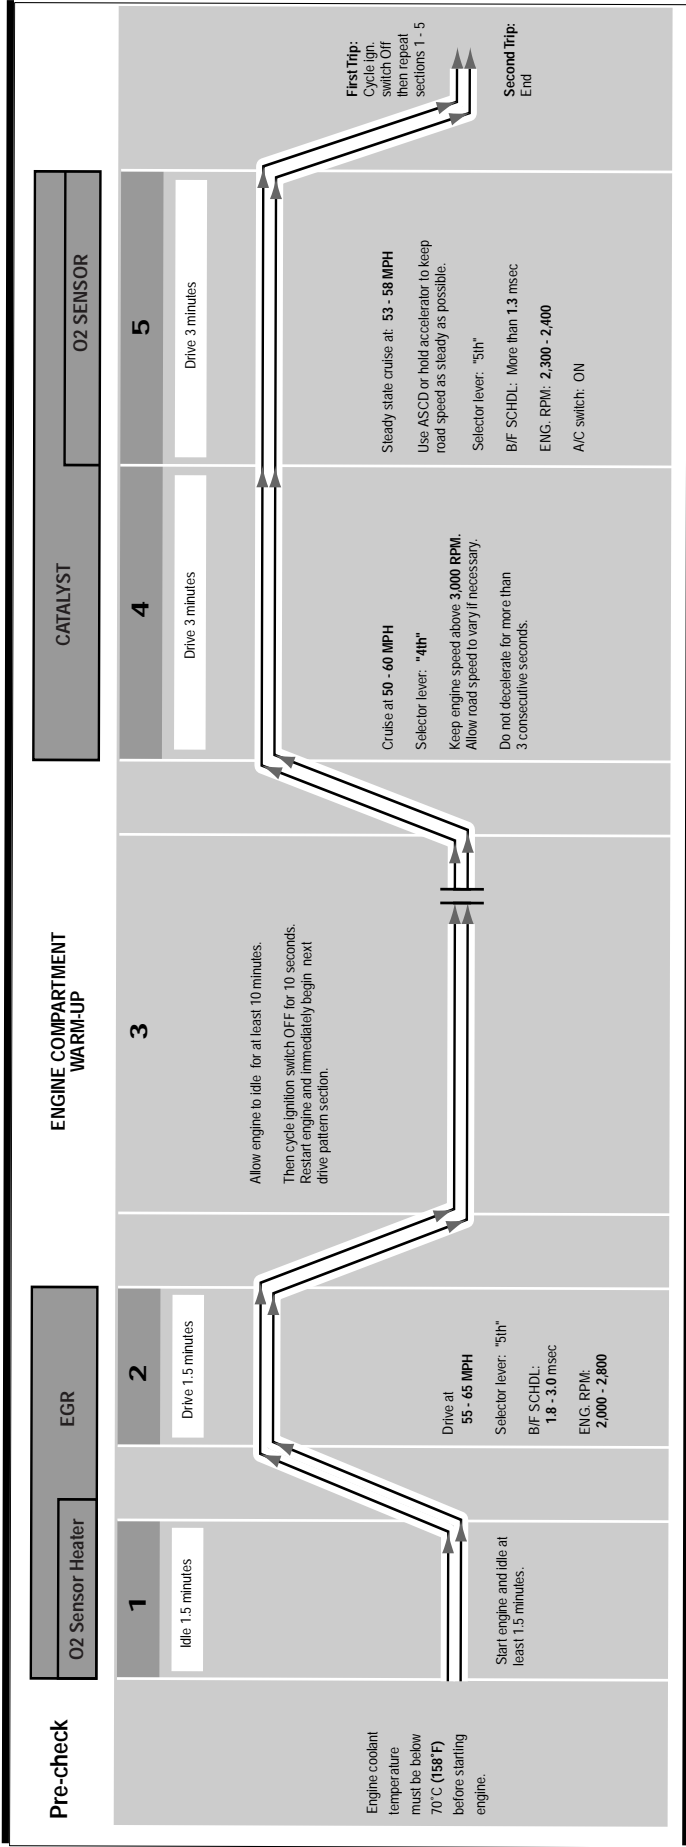 Pre-check
Engine coolant
temperature
must be below
70˚C (158˚F)
before starting
engine.
EGR
O2 Sensor Heater
1
Idle 1.5 minutes
Start engine and idle at
least 1.5 minutes.
2
Drive 1.5 minutes
Drive at
55 - 65 MPH
Selector lever: "5th"
B/F SCHDL:
1.8 - 3.0 msec
ENG. RPM:
2,000 - 2,800
ENGINE COMPARTMENT
WARM-UP
3
Allow engine to idle for at least 10 minutes.
Then cycle ignition switch OFF for 10 seconds.
Restart engine and immediately begin next
drive pattern section.
CATALYST
4
Drive 3 minutes
Cruise at 50 - 60 MPH
Selector lever: "4th"
Keep engine speed above 3,000 RPM.
Allow road speed to vary if necessary.
Do not decelerate for more than
3 consecutive seconds.
O2 SENSOR
5
Drive 3 minutes
Steady state cruise at: 53 - 58 MPH
Use ASCD or hold accelerator to keep
road speed as steady as possible.
Selector lever: "5th"
B/F SCHDL: More than 1.3 msec
ENG. RPM: 2,300 - 2,400
A/C switch: ON
First Trip:
Cycle ign.
switch Off
then repeat
sections 1 - 5
Second Trip:
End